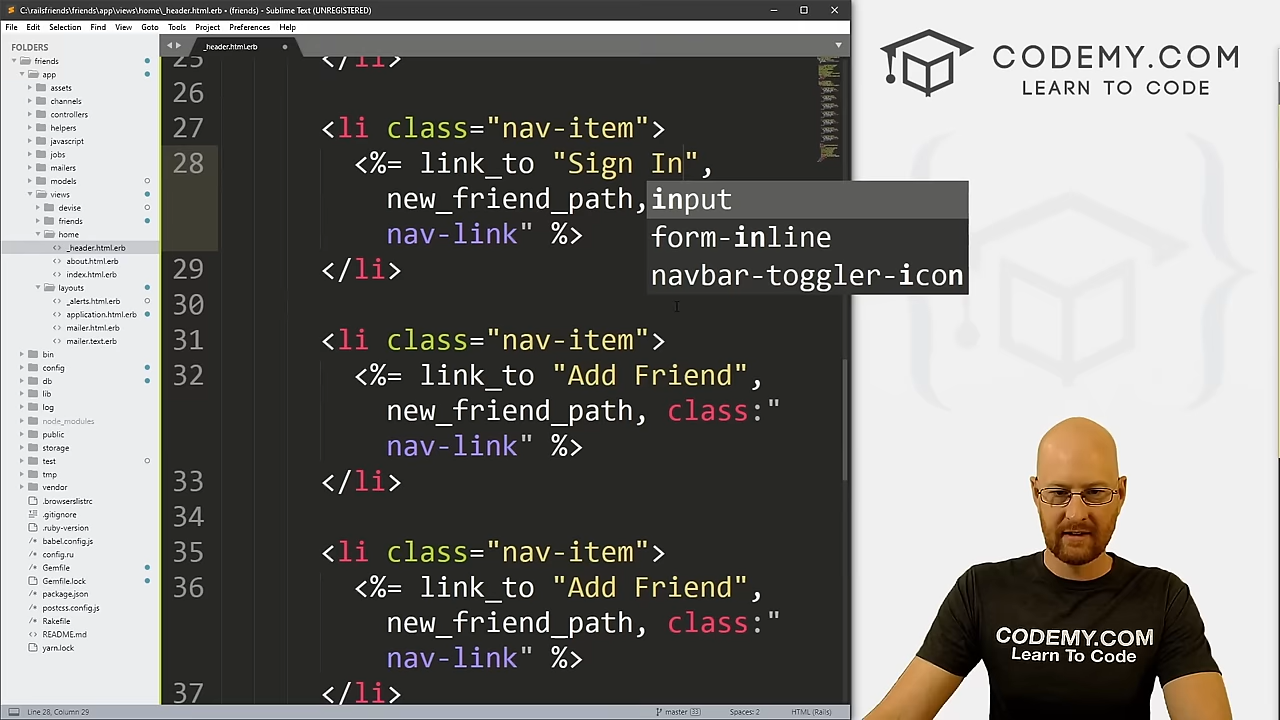 C:\railsfriends\friends\app\views\home\_header.html.erb • (friends) - Sublime Text (UNREGISTERED)
File Edit Selection Find View Goto Tools Project Preferences Help
FOLDERS
friends
app
assets
channels
controllers
helpers
javascript
jobs
mailers
models
views
devise
friends
home
_header.html.erb
about.html.erb
index.html.erb
layouts
_alerts.html.erb
application.html.erb
mailer.html.erb
mailer.text.erb
bin
config
db
lib
log
node_modules
public
storage
test
tmp
vendor
.browserslistrc
.gitignore
.ruby-version
babel.config.js
config.ru
Gemfile
Gemfile.lock
package.json
postcss.config.js
Rakefile
README.md
yarn.lock
_header.html.erb
25 </li>
26
27 <li class="nav-item">
28 <%= link_to "Sign In",
new_friend_path,
nav-link" %>
29 </li>
30
31 <li class="nav-item">
32 <%= link_to "Add Friend",
new_friend_path, class:"
nav-link" %>
33 </li>
34
35 <li class="nav-item">
36 <%= link_to "Add Friend",
new_friend_path, class:"
nav-link" %>
37 </li>
input
form-inline
navbar-toggler-icon
Line 28, Column 29
master (33)
Spaces: 2
HTML (Rails)
CODEMY.COM
LEARN TO CODE
CODEMY.COM
Learn To Code